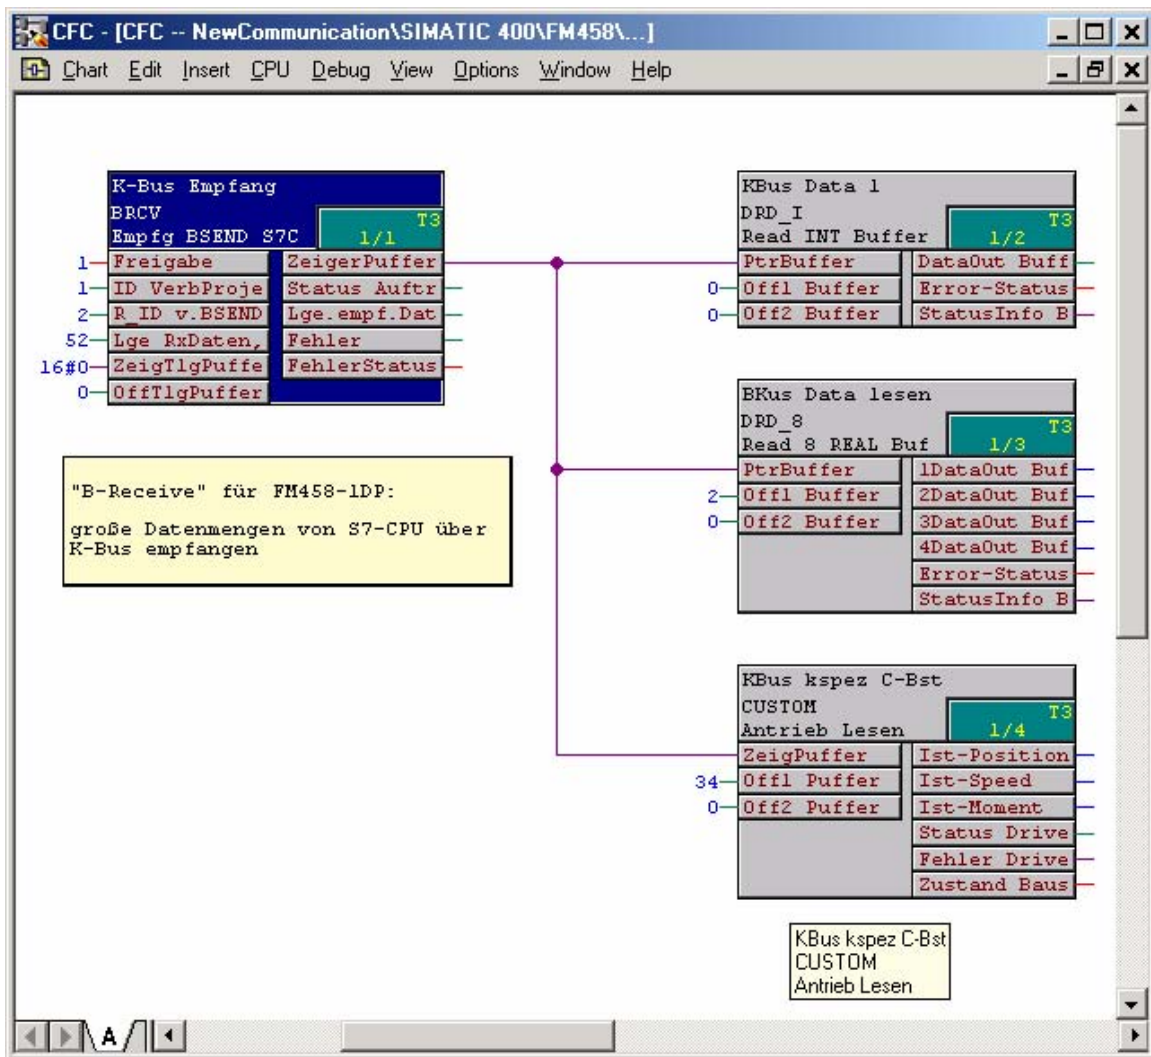 CFC - [CFC -- NewCommunication\SIMATIC 400\FM458\...]
Chart Edit Insert CPU Debug View Options Window Help
K-Bus Empfang
BRCV
Empfg BSEND S7C
T3
1/1
1 Freigabe ZeigerPuffer
1 ID VerbProje Status Auftr
2 R_ID v.BSEND Lge.empf.Dat
52 Lge RxDaten, Fehler
16#0 ZeigTlgPuffe FehlerStatus
0 OffTlgPuffer
"B-Receive" für FM458-1DP:
große Datenmengen von S7-CPU über
K-Bus empfangen
KBus Data 1
DRD_I
Read INT Buffer
T3
1/2
PtrBuffer DataOut Buff
0 Off1 Buffer Error-Status
0 Off2 Buffer StatusInfo B
BKus Data lesen
DRD_8
Read 8 REAL Buf
T3
1/3
PtrBuffer 1DataOut Buf
2 Off1 Buffer 2DataOut Buf
0 Off2 Buffer 3DataOut Buf
4DataOut Buf
Error-Status
StatusInfo B
KBus kspez C-Bst
CUSTOM
Antrieb Lesen
T3
1/4
ZeigPuffer Ist-Position
34 Off1 Puffer Ist-Speed
0 Off2 Puffer Ist-Moment
Status Drive
Fehler Drive
Zustand Baus
KBus kspez C-Bst
CUSTOM
Antrieb Lesen
A